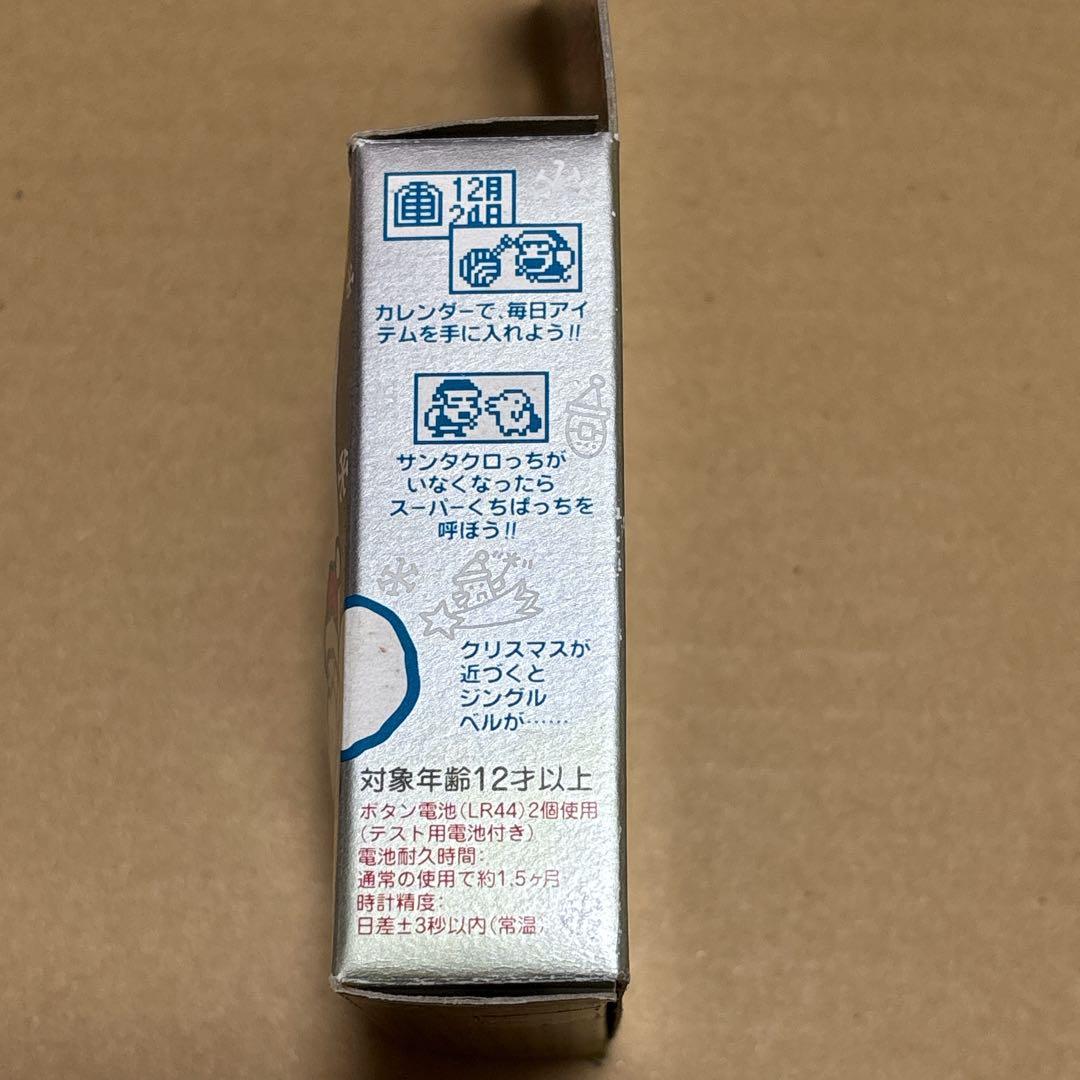 12月
24日
カレンダーで、毎日アイ
テムを手に入れよう!!
サンタクロっちが
いなくなったら
スーパーくちぱっちを
呼ぼう!!
クリスマスが
近づくと
ジングル
ベルが……
対象年齢12才以上
ボタン電池(LR44)2個使用
(テスト用電池付き)
電池耐久時間:
通常の使用で約1.5ヶ月
時計精度:
日差±3秒以内(常温)